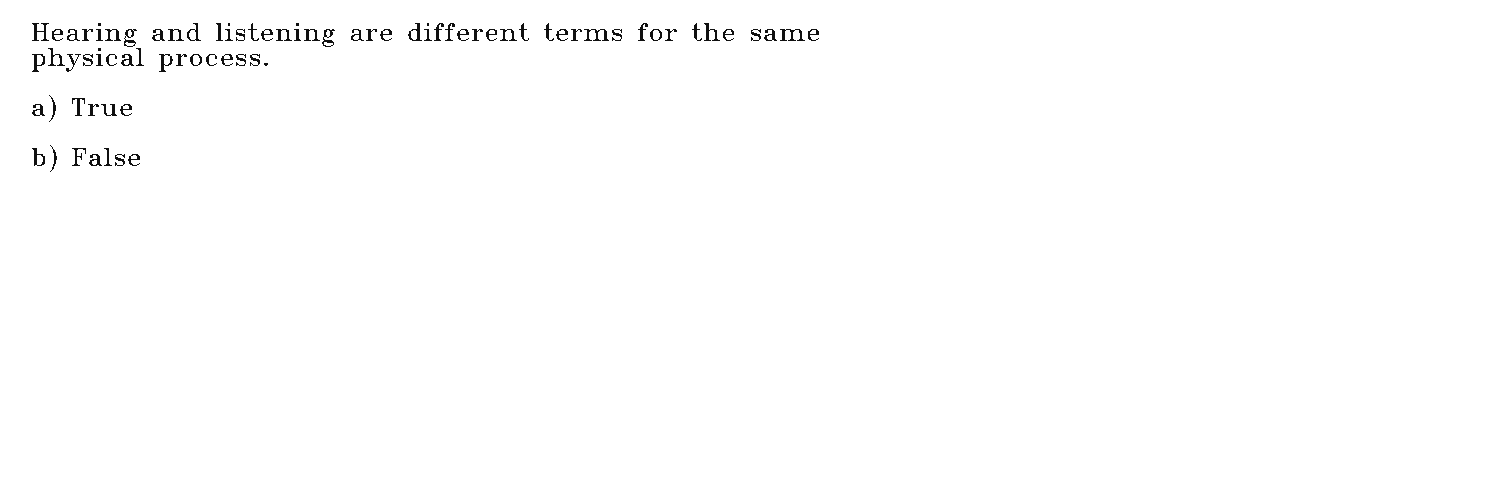 Hearing and listening are different terms for the same
physical process.
a) True
b) False